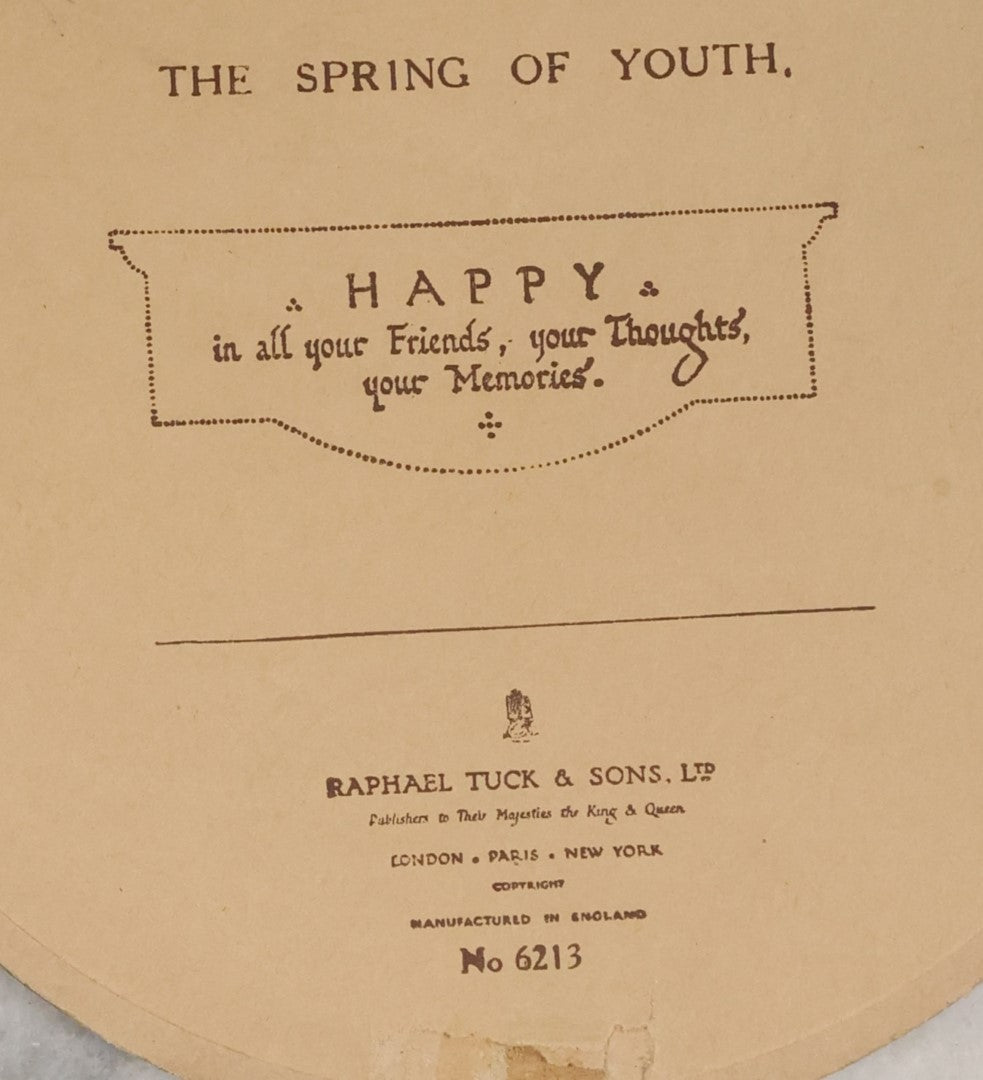 THE SPRING OF YOUTH.
HAPPY
in all your Friends, your Thoughts,
your Memories.
RAPHAEL TUCK & SONS, LTD
Publishers to Their Majesties the King & Queen
LONDON • PARIS • NEW YORK
COPYRIGHT
MANUFACTURED IN ENGLAND
No 6213